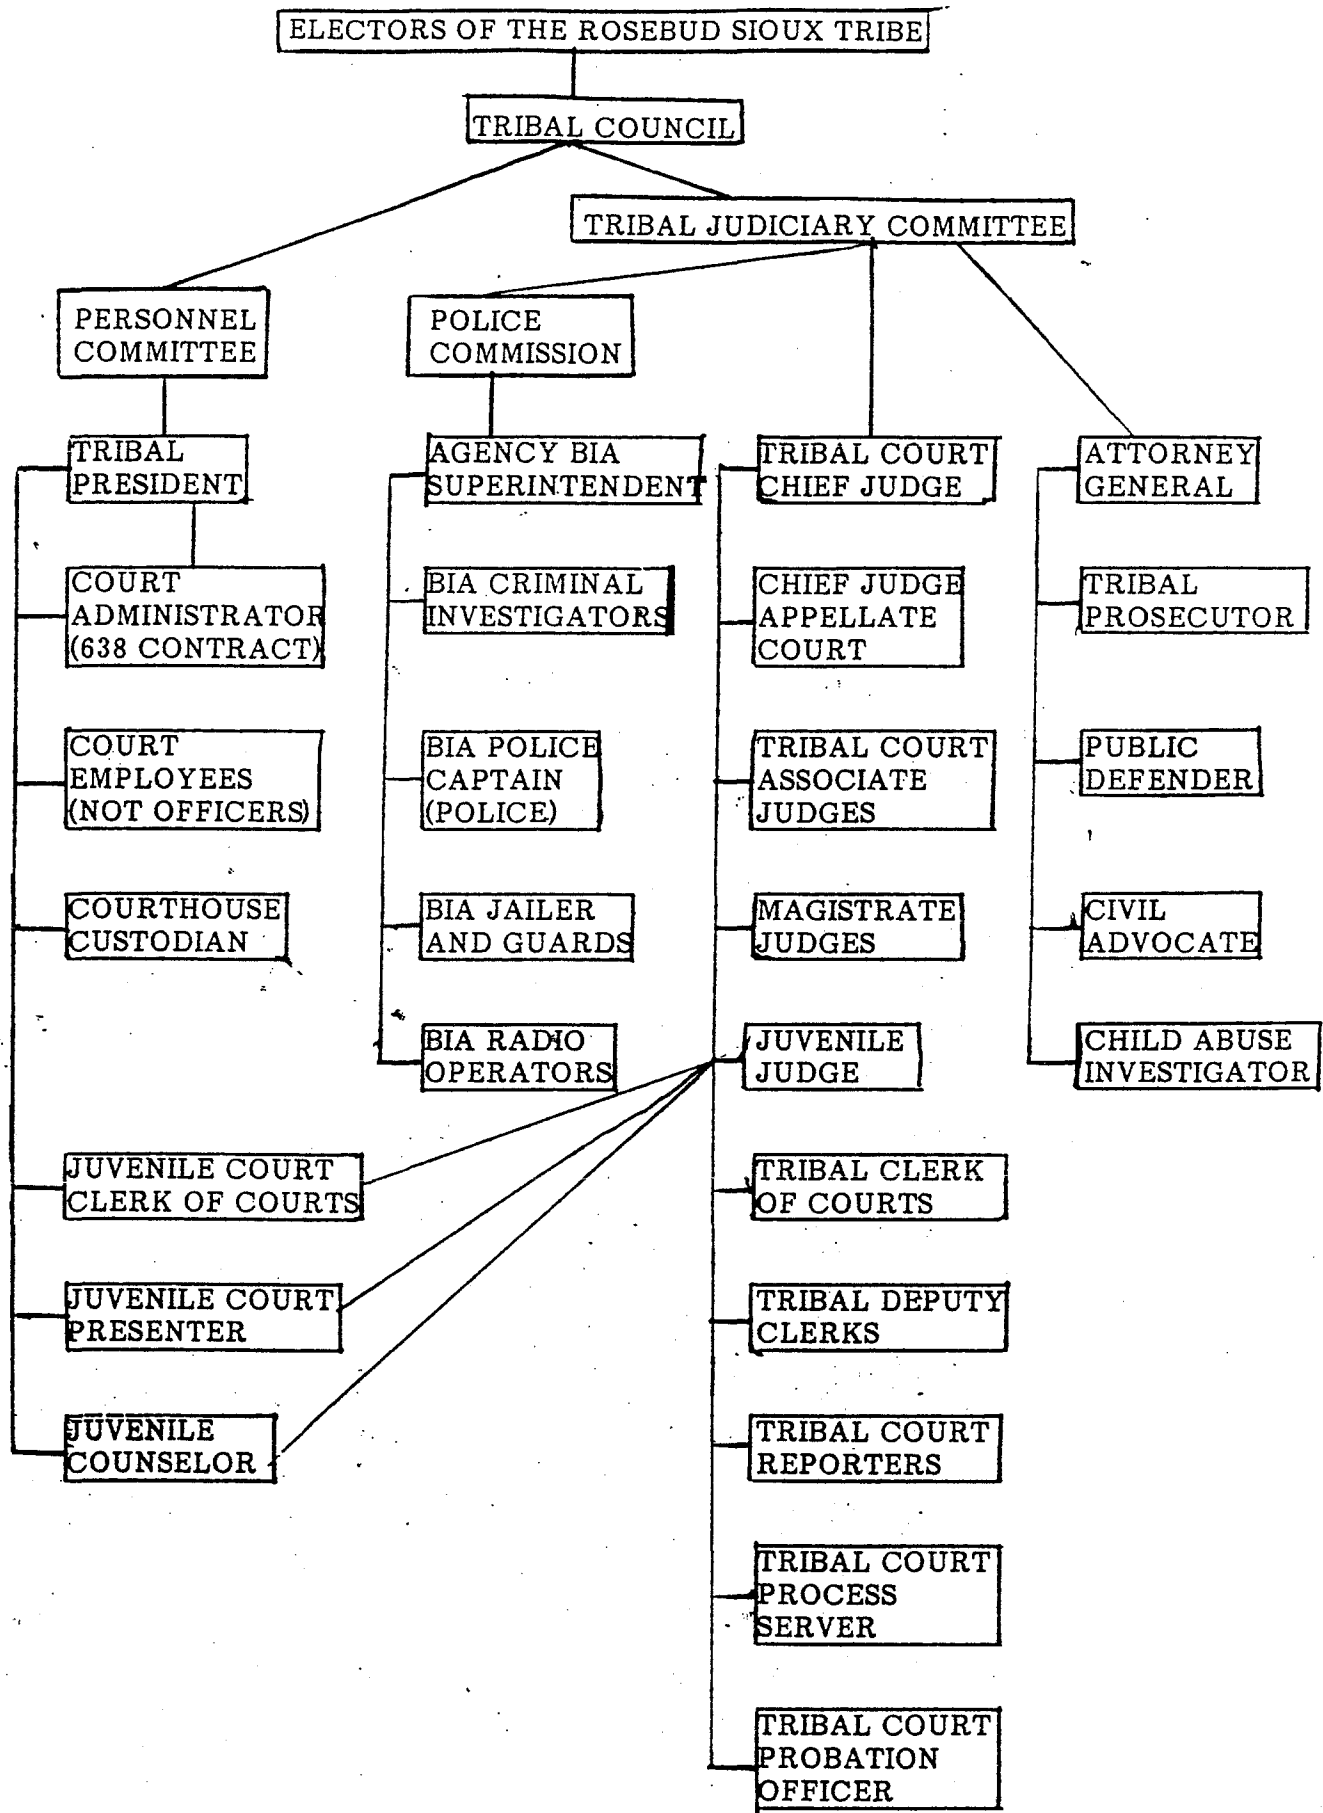 ELECTORS OF THE ROSEBUD SIOUX TRIBE
TRIBAL COUNCIL
TRIBAL JUDICIARY COMMITTEE
PERSONNEL
COMMITTEE
POLICE
COMMISSION
TRIBAL
PRESIDENT
AGENCY BIA
SUPERINTENDENT
TRIBAL COURT
CHIEF JUDGE
ATTORNEY
GENERAL
COURT
ADMINISTRATOR
(638 CONTRACT)
BIA CRIMINAL
INVESTIGATORS
CHIEF JUDGE
APPELLATE
COURT
TRIBAL
PROSECUTOR
COURT
EMPLOYEES
(NOT OFFICERS)
BIA POLICE
CAPTAIN
(POLICE)
TRIBAL COURT
ASSOCIATE
JUDGES
PUBLIC
DEFENDER
COURTHOUSE
CUSTODIAN
BIA JAILER
AND GUARDS
MAGISTRATE
JUDGES
CIVIL
ADVOCATE
BIA RADIO
OPERATORS
JUVENILE
JUDGE
CHILD ABUSE
INVESTIGATOR
JUVENILE COURT
CLERK OF COURTS
TRIBAL CLERK
OF COURTS
JUVENILE COURT
PRESENTER
TRIBAL DEPUTY
CLERKS
JUVENILE
COUNSELOR
TRIBAL COURT
REPORTERS
TRIBAL COURT
PROCESS
SERVER
TRIBAL COURT
PROBATION
OFFICER